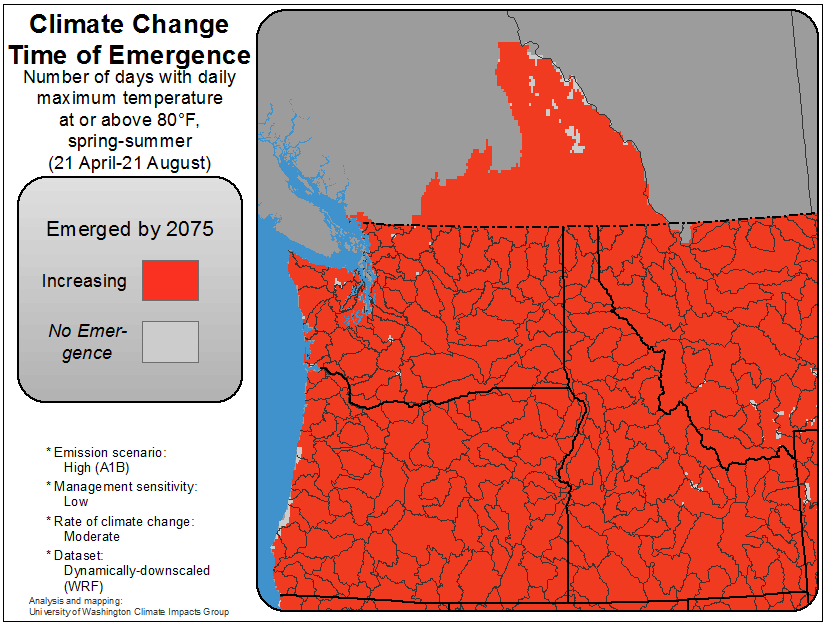 Climate Change
Time of Emergence
Number of days with daily
maximum temperature
at or above 80°F,
spring-summer
(21 April-21 August)
Emerged by 2075
Increasing
No Emer-
gence
* Emission scenario:
High (A1B)
* Management sensitivity:
Low
* Rate of climate change:
Moderate
* Dataset:
Dynamically-downscaled
(WRF)
Analysis and mapping:
University of Washington Climate Impacts Group